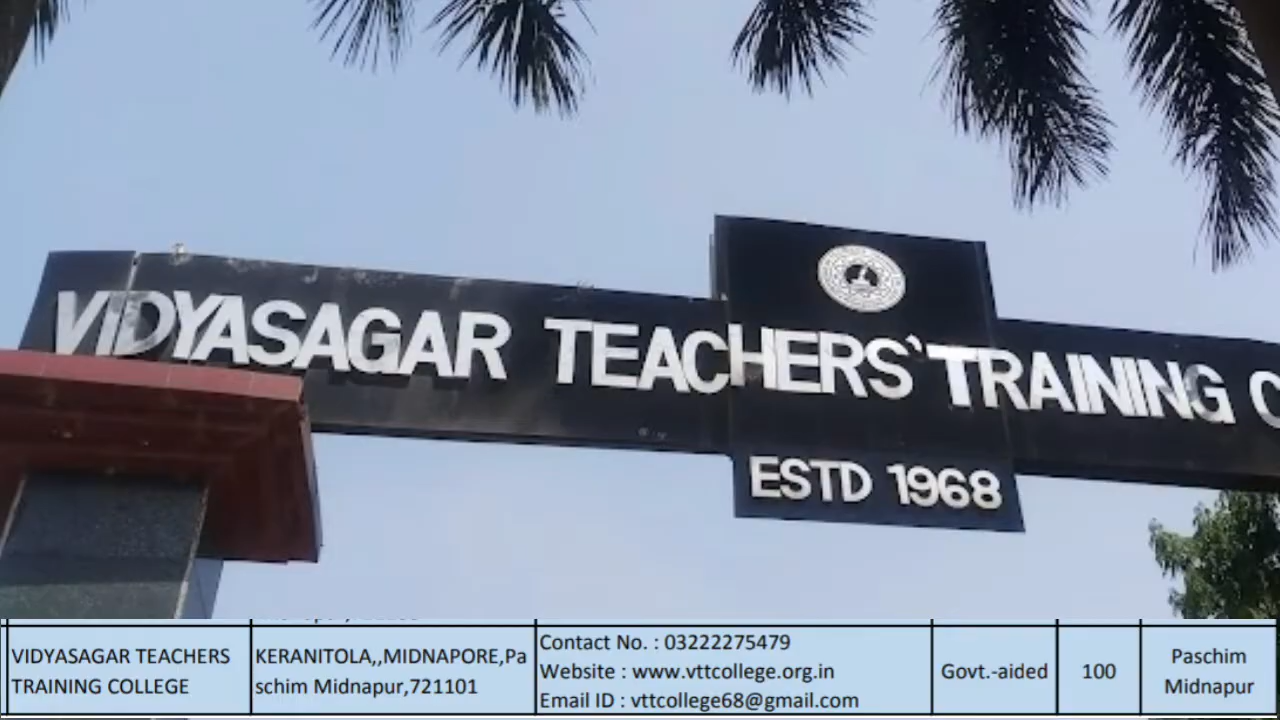 VIDYASAGAR TEACHERS' TRAINING C
ESTD 1968
VIDYASAGAR TEACHERS
TRAINING COLLEGE
KERANITOLA,,MIDNAPORE,Pa
schim Midnapur,721101
Contact No. : 03222275479
Website : www.vttcollege.org.in
Email ID : vttcollege68@gmail.com
Govt.-aided
100
Paschim
Midnapur